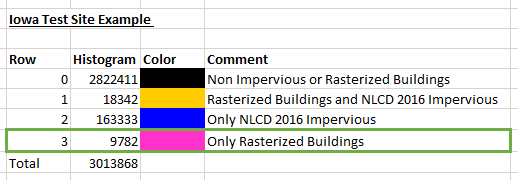 Iowa Test Site Example
Row Histogram Color Comment
0 2822411 Non Impervious or Rasterized Buildings
1 18342 Rasterized Buildings and NLCD 2016 Impervious
2 163333 Only NLCD 2016 Impervious
3 9782 Only Rasterized Buildings
Total 3013868